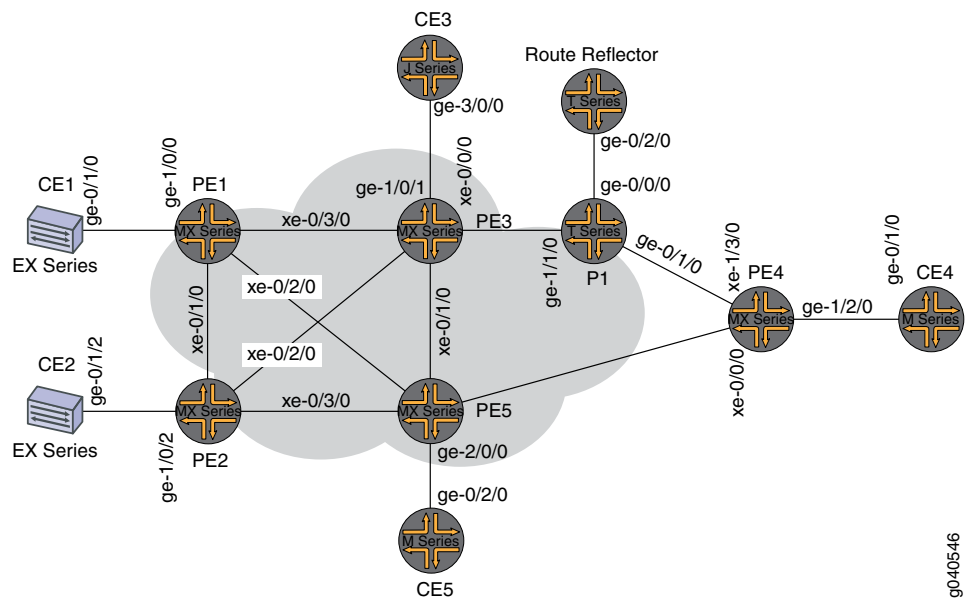 CE3
J Series
ge-3/0/0
Route Reflector
T Series
ge-0/2/0
CE1
ge-0/1/0
EX Series
ge-1/0/0
PE1
MX Series
xe-0/3/0
ge-1/0/1
xe-0/0/0
MX Series
PE3
ge-0/0/0
T Series
ge-1/1/0
P1
ge-0/1/0
xe-0/1/0
xe-0/2/0
xe-0/2/0
xe-0/1/0
xe-1/3/0
PE4
MX Series
xe-0/0/0
ge-1/2/0
ge-0/1/0
CE4
M Series
CE2
ge-0/1/2
EX Series
ge-1/0/2
MX Series
PE2
xe-0/3/0
MX Series
PE5
ge-2/0/0
ge-0/2/0
M Series
CE5
g040546